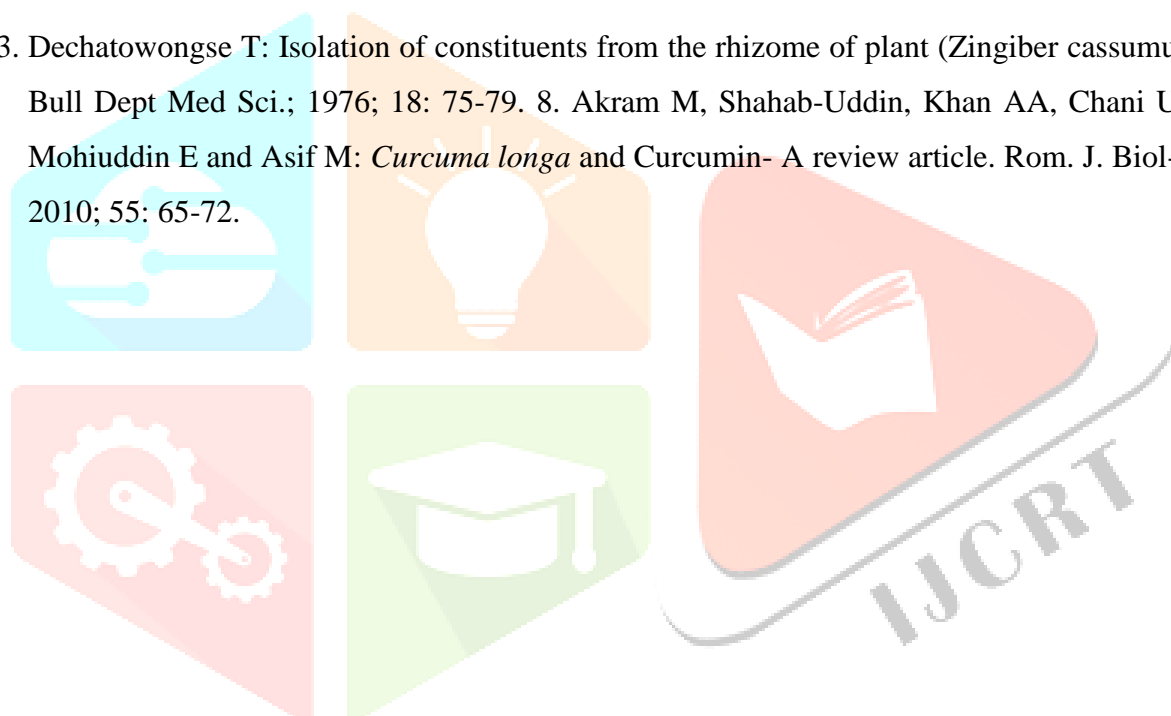 3. Dechatowongse T: Isolation of constituents from the rhizome of plant (Zingiber cassumu
Bull Dept Med Sci.; 1976; 18: 75-79. 8. Akram M, Shahab-Uddin, Khan AA, Chani U
Mohiuddin E and Asif M: Curcuma longa and Curcumin- A review article. Rom. J. Biol-
2010; 55: 65-72.
IJCRT